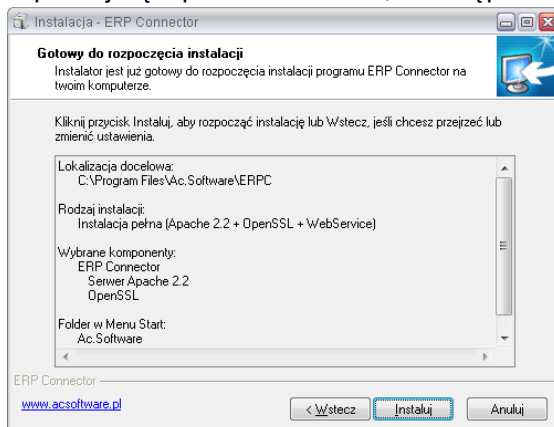 Instalacja - ERP Connector
Gotowy do rozpoczęcia instalacji
Instalator jest już gotowy do rozpoczęcia instalacji programu ERP Connector na
twoim komputerze.
Kliknij przycisk Instaluj, aby rozpocząć instalację lub Wstecz, jeśli chcesz przejrzeć lub
zmienić ustawienia.
Lokalizacja docelowa:
C:\Program Files\Ac.Software\ERPC
Rodzaj instalacji:
Instalacja pełna (Apache 2.2 + OpenSSL + WebService)
Wybrane komponenty:
ERP Connector
Serwer Apache 2.2
OpenSSL
Folder w Menu Start:
Ac.Software
ERP Connector
www.acsoftware.pl
< Wstecz
Instaluj
Anuluj